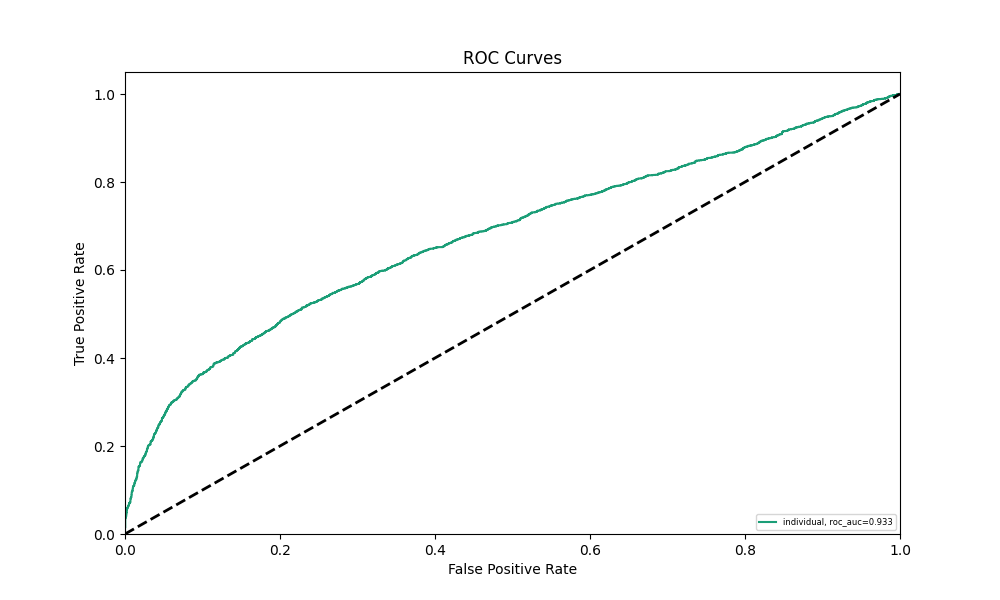 ROC Curves
True Positive Rate
1.0
0.8
0.6
0.4
0.2
0.0
0.0 0.2 0.4 0.6 0.8 1.0
False Positive Rate
individual, roc_auc=0.933